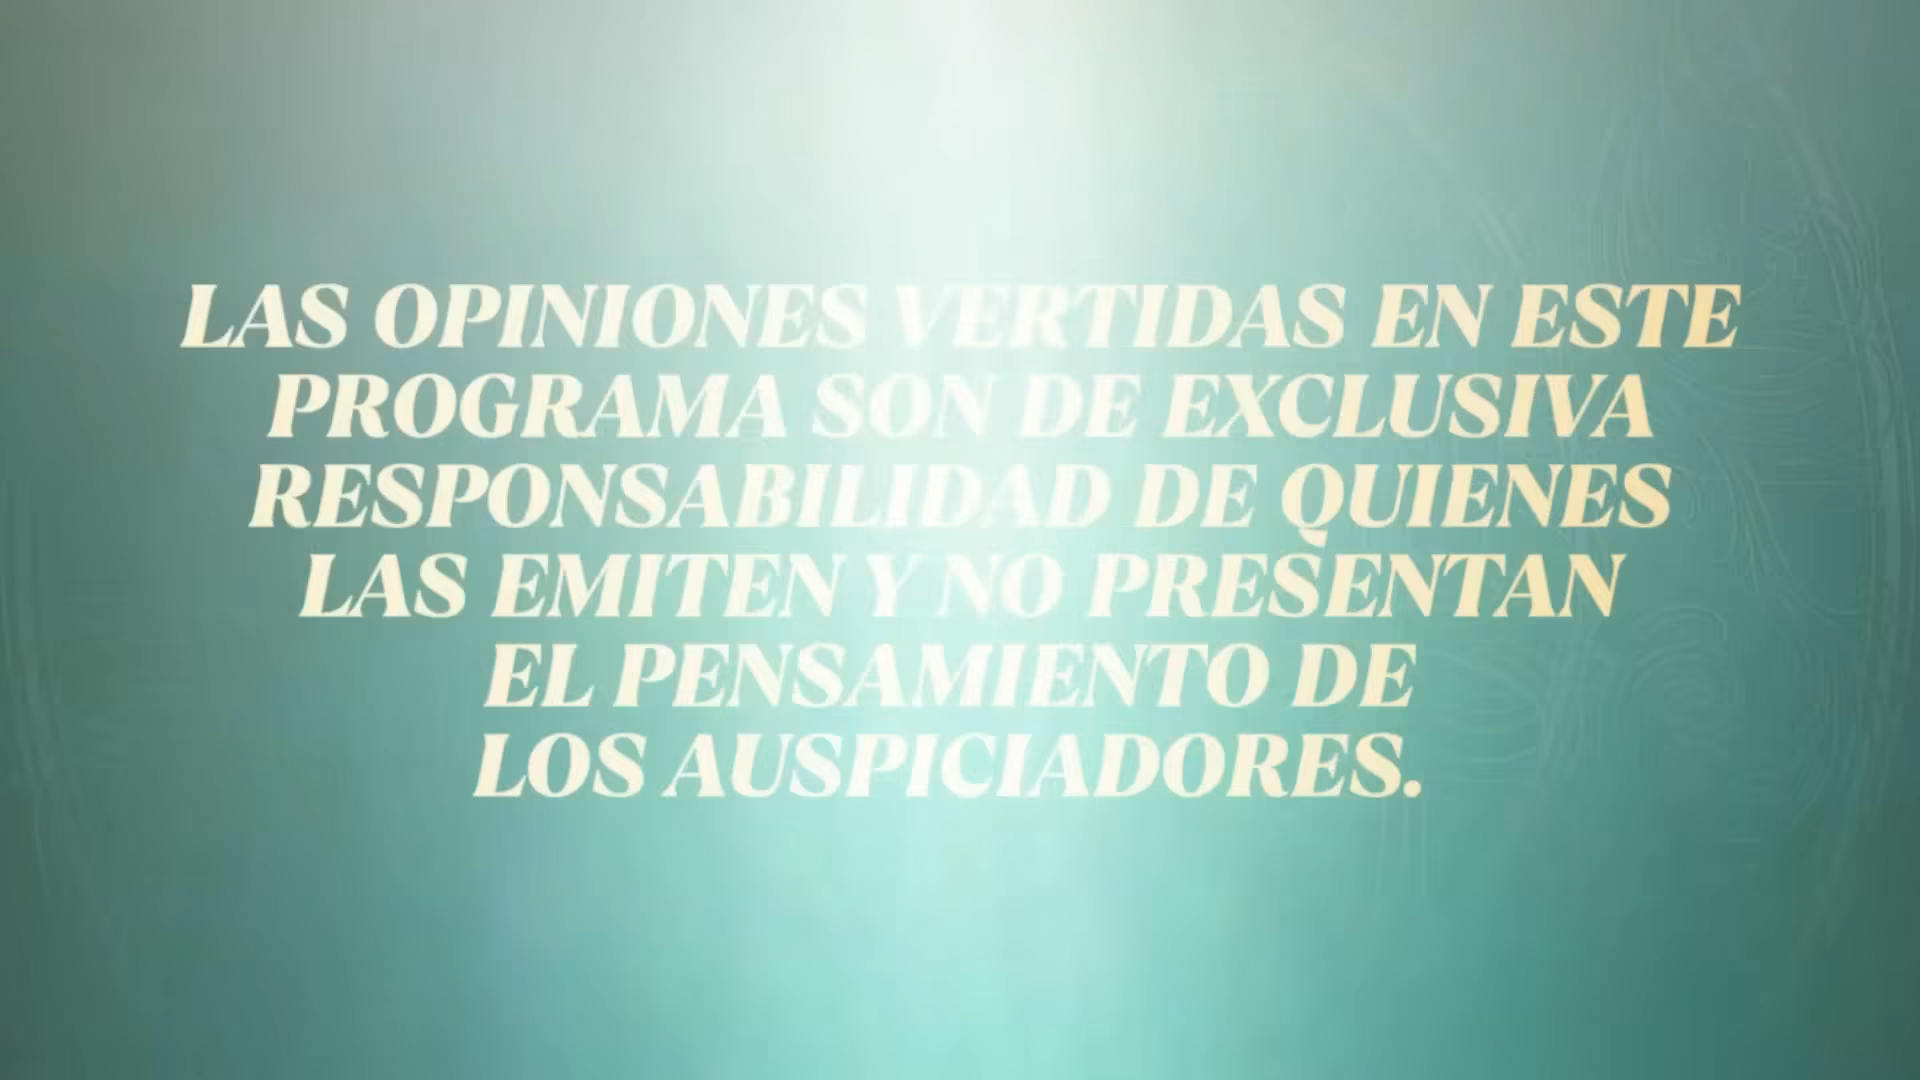 LAS OPINIONES VERTIDAS EN ESTE
PROGRAMA SON DE EXCLUSIVA
RESPONSABILIDAD DE QUIENES
LAS EMITEN Y NO PRESENTAN
EL PENSAMIENTO DE
LOS AUSPICIADORES.